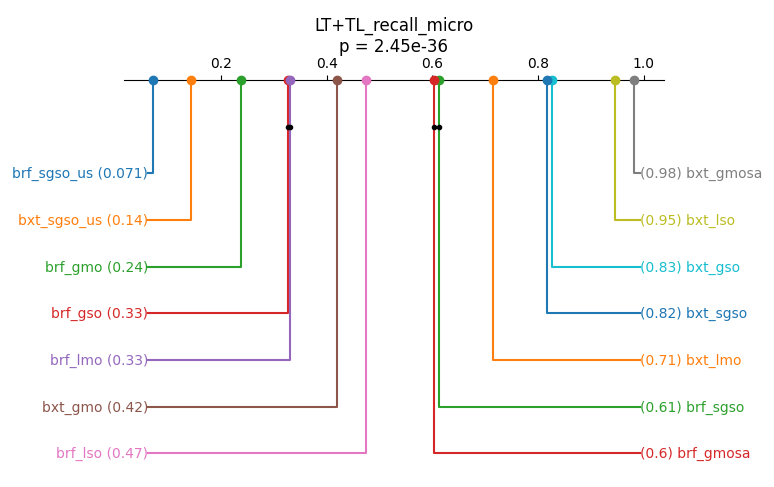 LT+TL_recall_micro
p = 2.45e-36
0.2 0.4 0.6 0.8 1.0
brf_sgso_us (0.071) (0.98) bxt_gmosa
bxt_sgso_us (0.14) (0.95) bxt_lso
brf_gmo (0.24) (0.83) bxt_gso
brf_gso (0.33) (0.82) bxt_sgso
brf_lmo (0.33) (0.71) bxt_lmo
bxt_gmo (0.42) (0.61) brf_sgso
brf_lso (0.47) (0.6) brf_gmosa